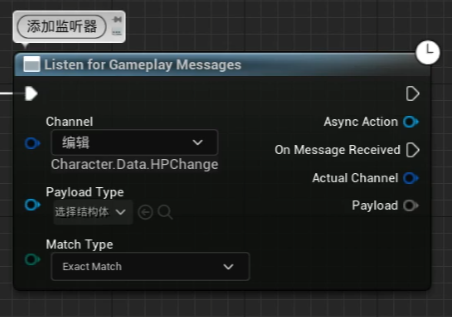 添加监听器
Listen for Gameplay Messages
Channel
编辑
Character.Data.HPChange
Payload Type
选择结构体
Match Type
Exact Match
Async Action
On Message Received
Actual Channel
Payload